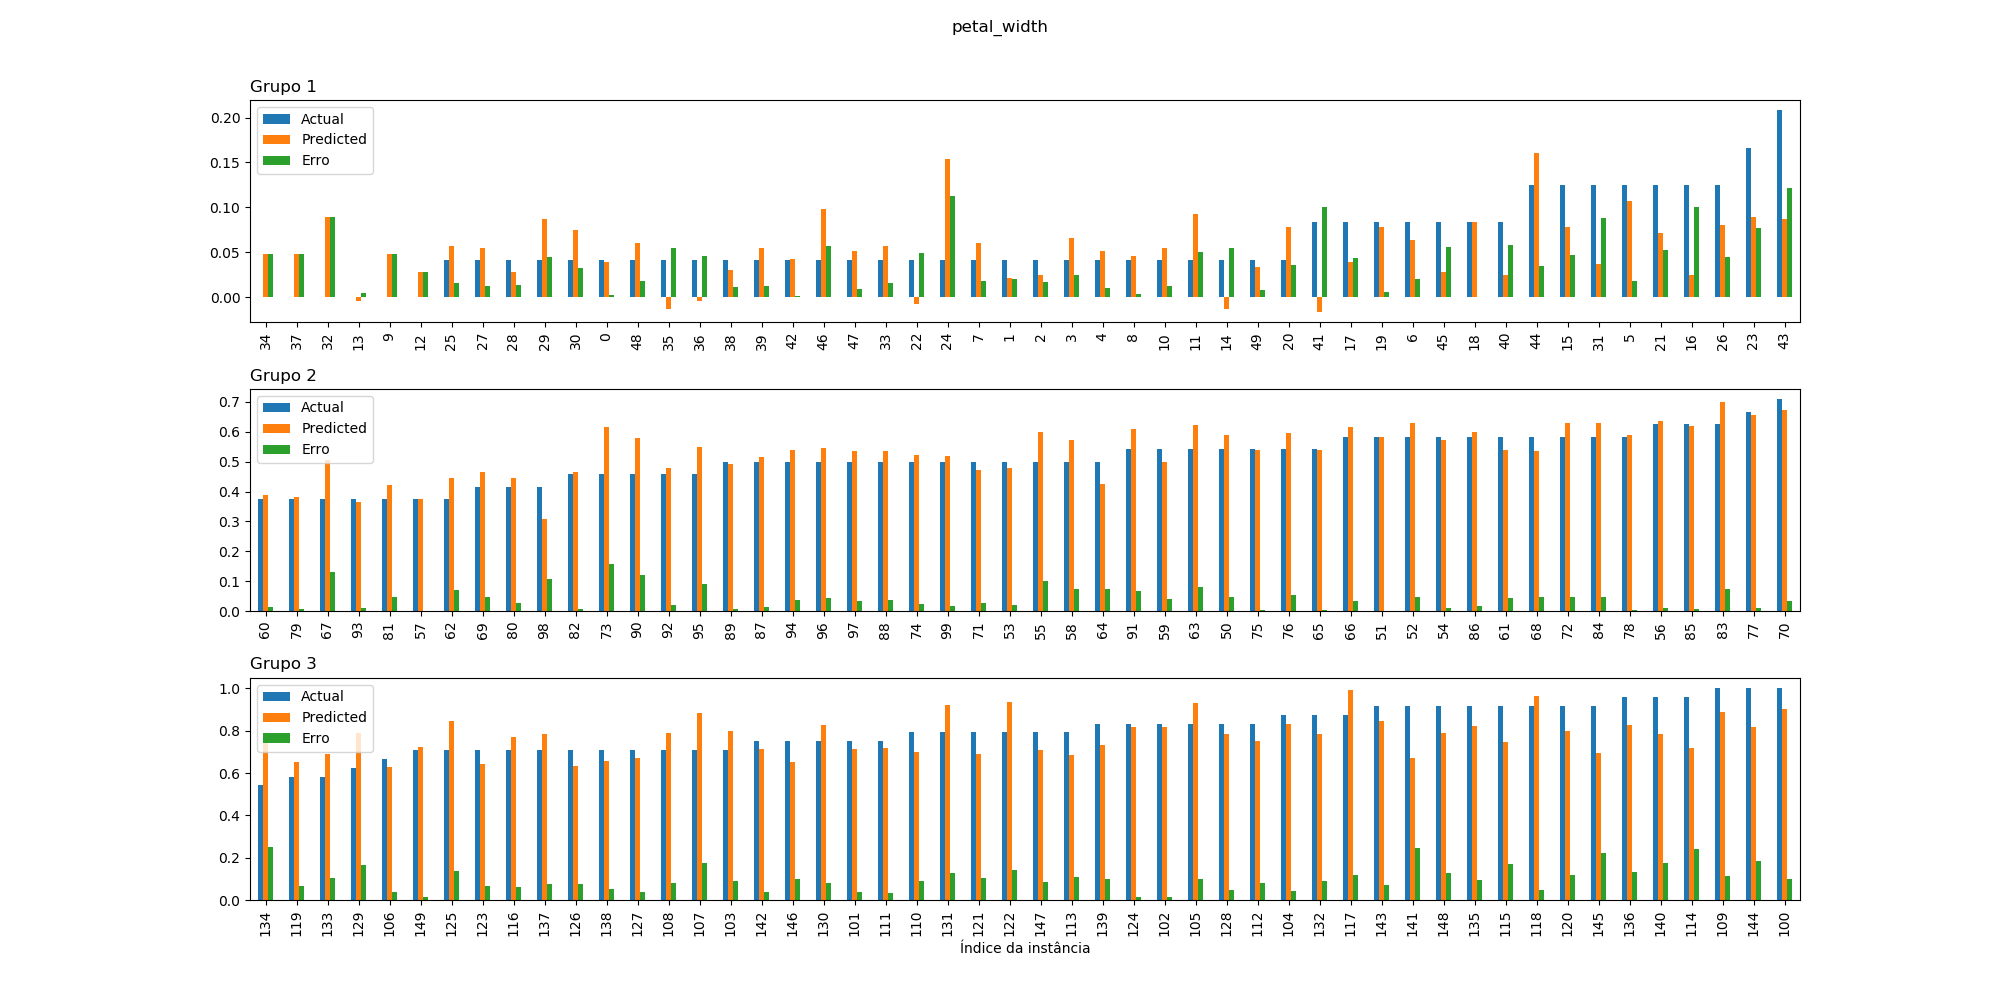 petal_width
Grupo 1
Actual
Predicted
Erro
0.20
0.15
0.10
0.05
0.00
34 37 32 13 9 12 25 27 28 29 30 0 48 35 36 38 39 42 46 47 33 22 24 7 1 2 3 4 8 10 11 14 49 20 41 17 19 6 45 18 40 44 15 31 5 21 16 26 23 43
Grupo 2
Actual
Predicted
Erro
0.7
0.6
0.5
0.4
0.3
0.2
0.1
0.0
60 79 67 93 81 57 62 69 80 98 82 73 90 92 95 89 87 94 96 97 88 74 99 71 53 55 58 64 91 59 63 50 75 76 65 66 51 52 54 86 61 68 72 84 78 56 85 83 77 70
Grupo 3
Actual
Predicted
Erro
1.0
0.8
0.6
0.4
0.2
0.0
134 119 133 129 106 149 125 123 116 137 126 138 127 108 107 103 142 146 130 101 111 110 131 121 122 147 113 139 124 102 105 128 112 104 132 117 143 141 148 135 115 118 120 145 136 140 114 109 144 100
Índice da instância